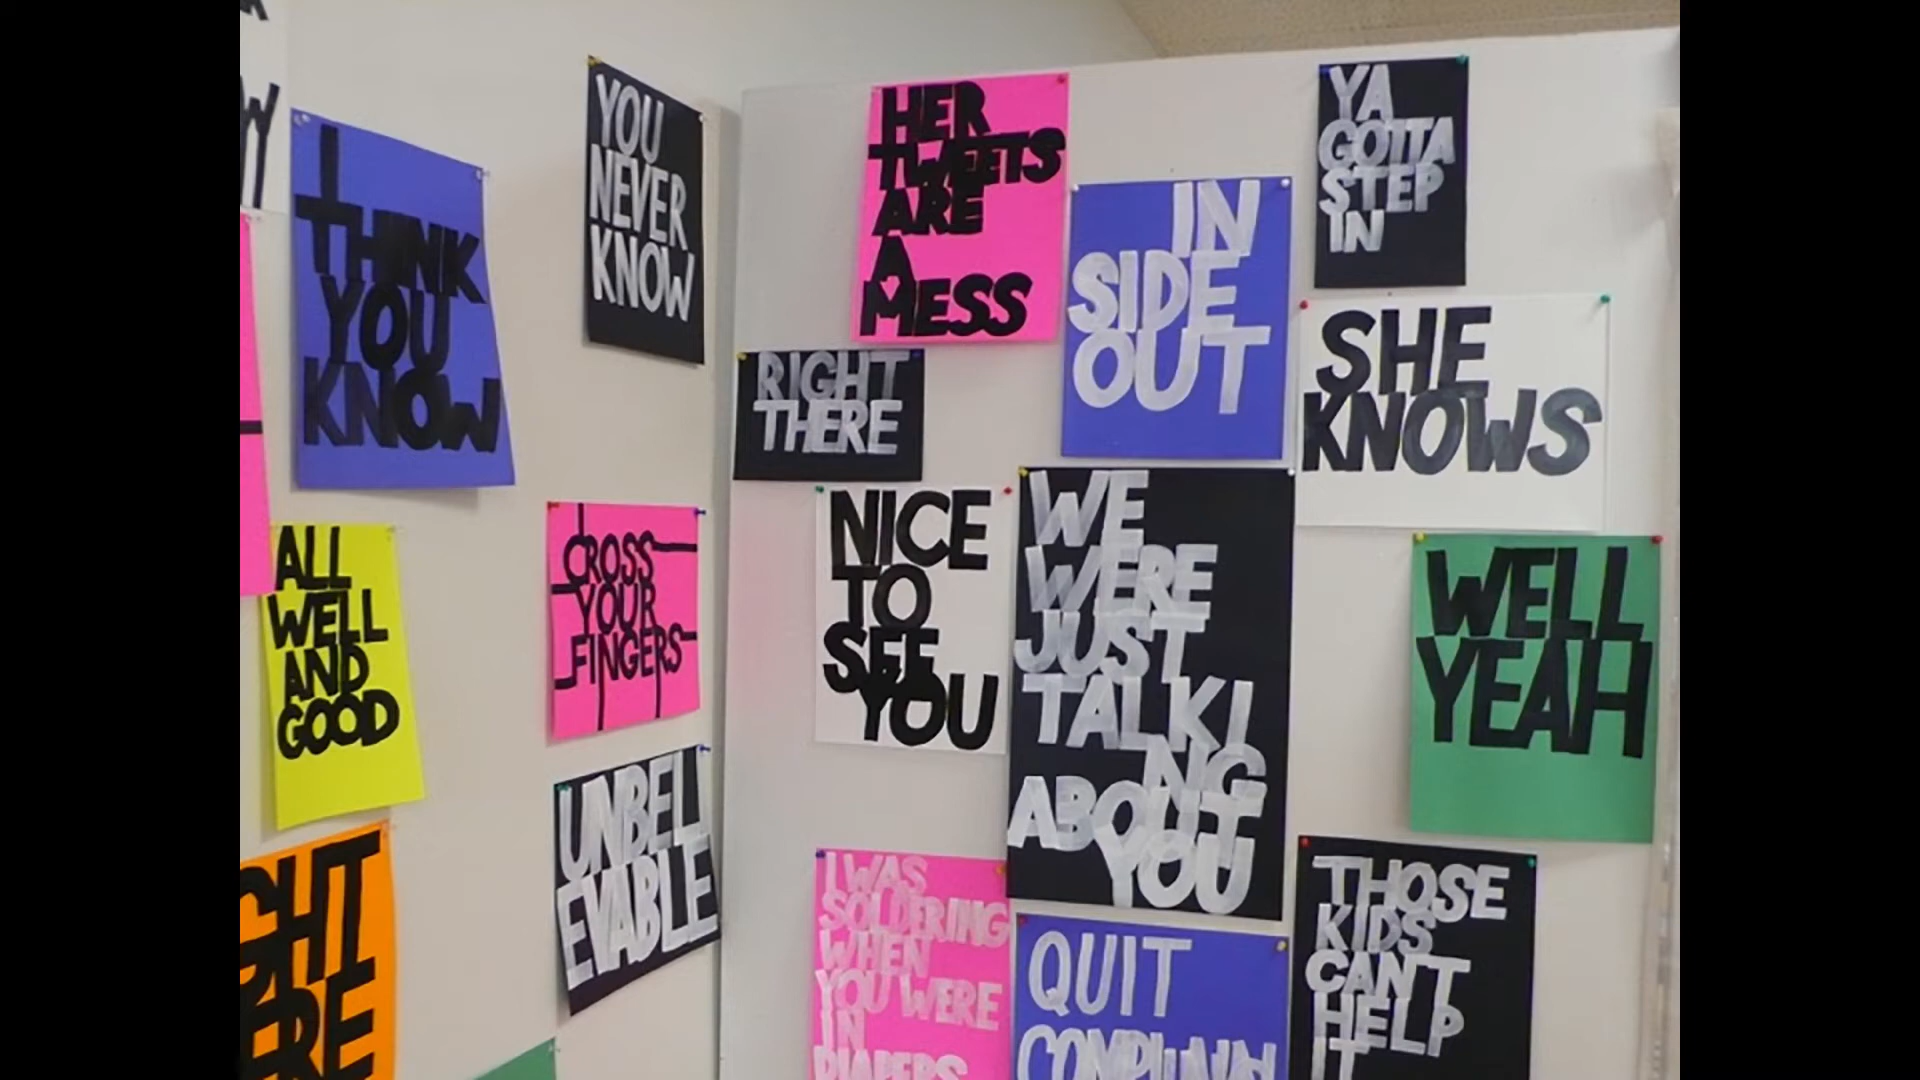 I
THINK
YOU
KNOW
YOU
NEVER
KNOW
HER
TWEETS
ARE
A
MESS
IN
SIDE
OUT
YA
GOTTA
STEP
IN
RIGHT
THERE
SHE
KNOWS
ALL
WELL
AND
GOOD
CROSS
YOUR
FINGERS
NICE
TO
SEE
YOU
WE
WERE
JUST
TALKI
NG
ABOUT
YOU
WELL
YEAH
UNBELI
EVABLE
I WAS
SOLDERING
WHEN
YOU WERE
IN
DIAPERS
QUIT
THOSE
KIDS
CAN'T
HELP
IT